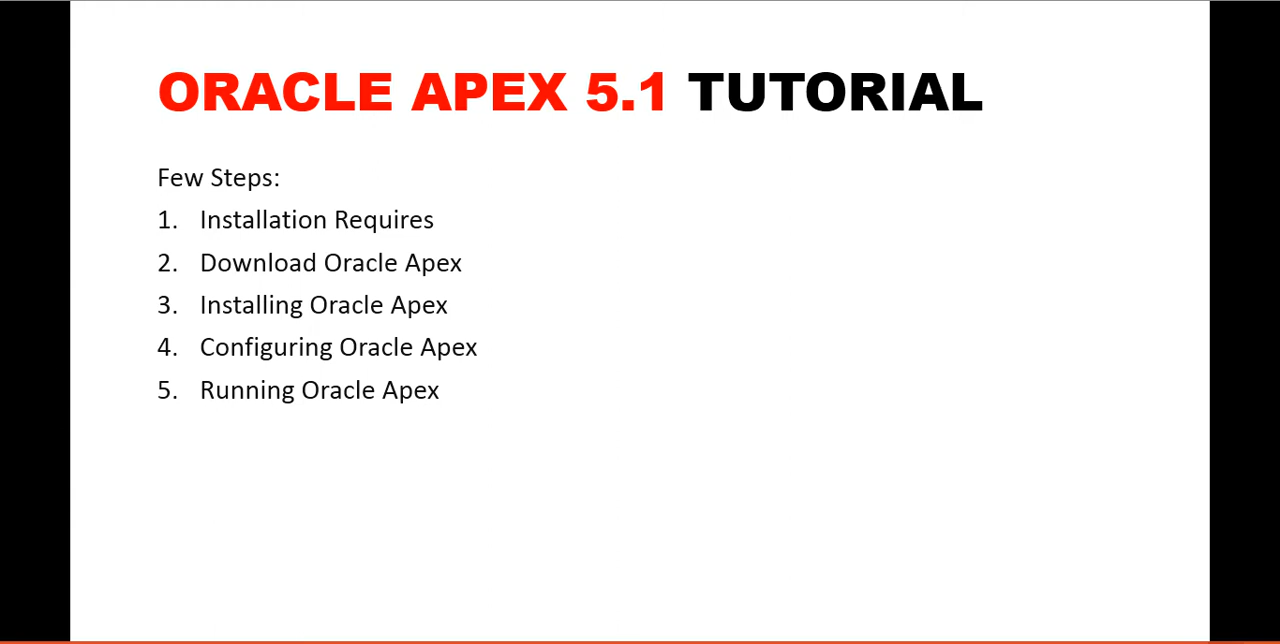 ORACLE APEX 5.1 TUTORIAL
Few Steps:
1. Installation Requires
2. Download Oracle Apex
3. Installing Oracle Apex
4. Configuring Oracle Apex
5. Running Oracle Apex